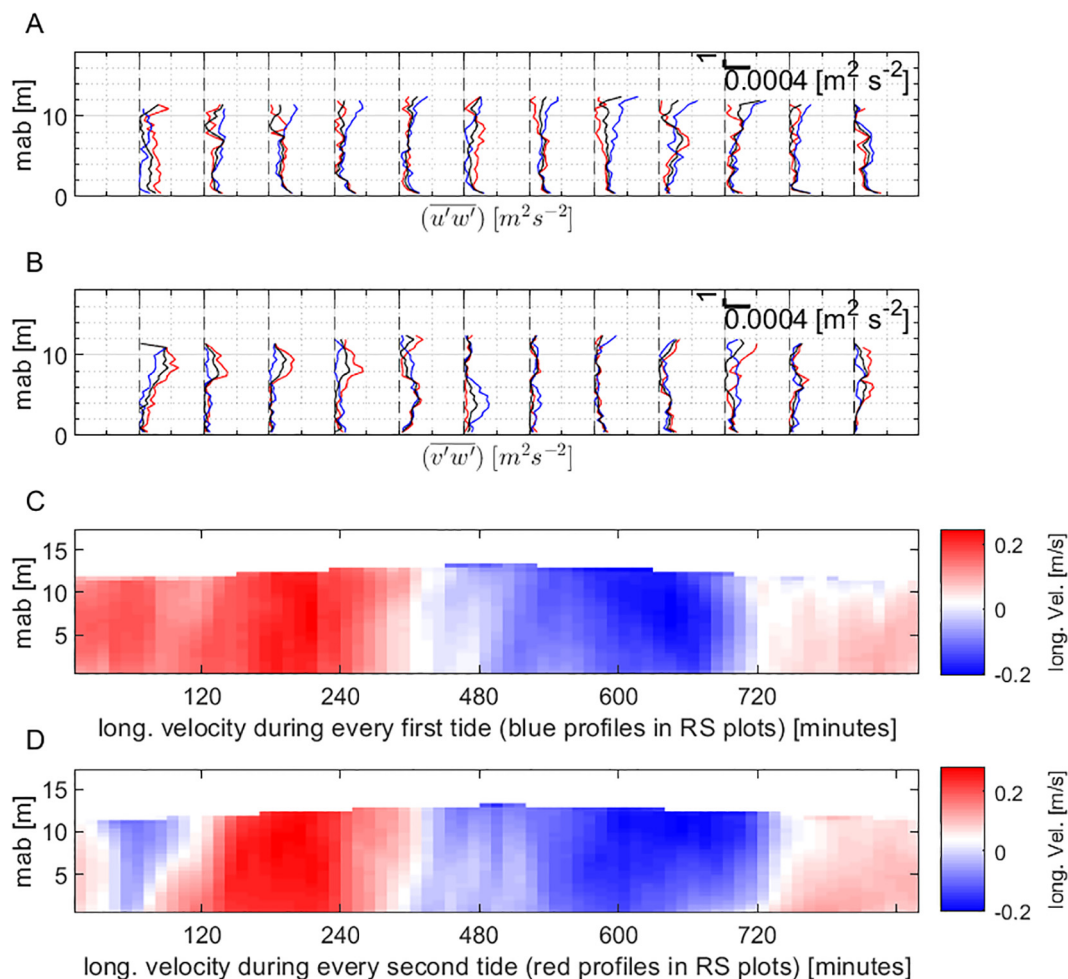 A
mab [m]
10
0
1
0.0004 [m² s⁻²]
(u'w') [m²s⁻²]
B
mab [m]
10
0
1
0.0004 [m² s⁻²]
(v'w') [m²s⁻²]
C
mab [m]
15
10
5
120 240 480 600 720
0.2
0
-0.2
long. Vel. [m/s]
long. velocity during every first tide (blue profiles in RS plots) [minutes]
D
mab [m]
15
10
5
120 240 480 600 720
0.2
0
-0.2
long. Vel. [m/s]
long. velocity during every second tide (red profiles in RS plots) [minutes]